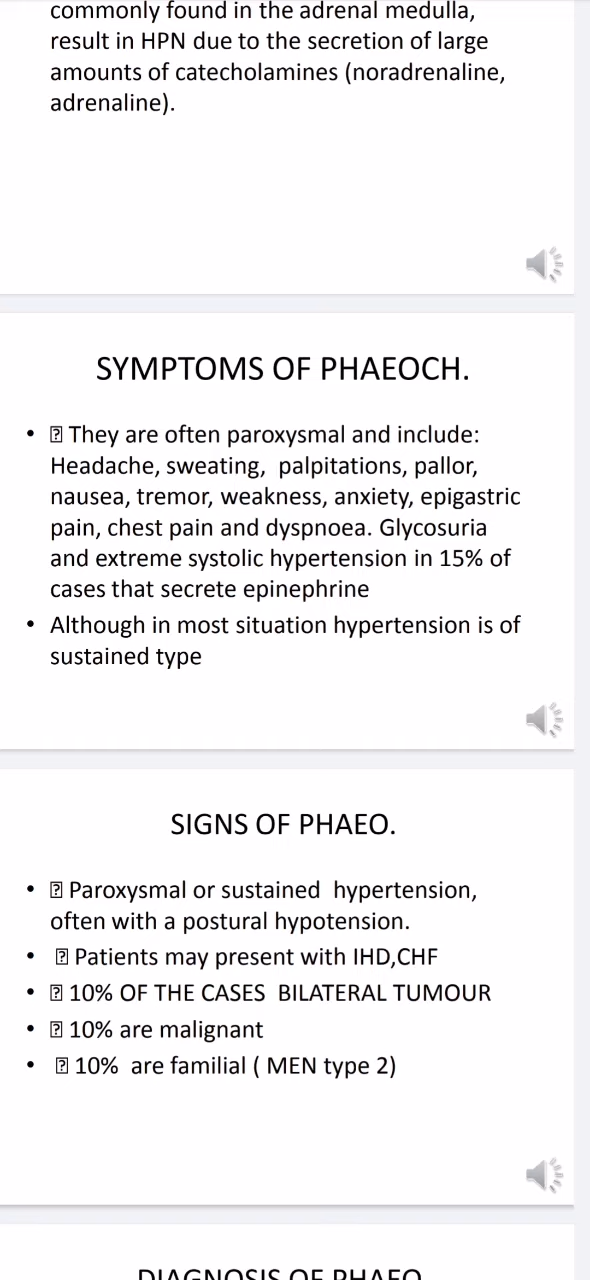 commonly found in the adrenal medulla,
result in HPN due to the secretion of large
amounts of catecholamines (noradrenaline,
adrenaline).
SYMPTOMS OF PHAEOCH.
• ⍰ They are often paroxysmal and include:
Headache, sweating,  palpitations, pallor,
nausea, tremor, weakness, anxiety, epigastric
pain, chest pain and dyspnoea. Glycosuria
and extreme systolic hypertension in 15% of
cases that secrete epinephrine
• Although in most situation hypertension is of
sustained type
SIGNS OF PHAEO.
• ⍰ Paroxysmal or sustained  hypertension,
often with a postural hypotension.
• ⍰ Patients may present with IHD,CHF
• ⍰ 10% OF THE CASES  BILATERAL TUMOUR
• ⍰ 10% are malignant
• ⍰ 10%  are familial ( MEN type 2)
DIAGNOSIS OF PHAEO